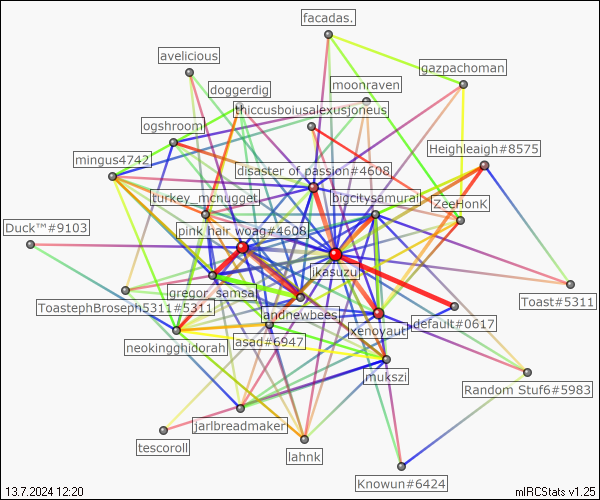 facadas.
avelicious
gazpachoman
doggerdig
moonraven
thiccusboiusalexusjoneus
ogshroom
Heighleaigh#8575
mingus4742
disaster of passion#4608
turkey_mcnugget
bigcitysamurai
ZeeHonK
Duck™#9103
pink hair, woag#4608
ikasuzu
gregor_samsa
Toast#5311
ToastephBroseph5311#5311
andnewbees
default#0617
xenoyaut
asad#6947
neokingghidorah
mukszi
Random Stuf6#5983
jarlbreadmaker
tescoroll
lahnk
Knowun#6424
13.7.2024 12:20
mIRCStats v1.25